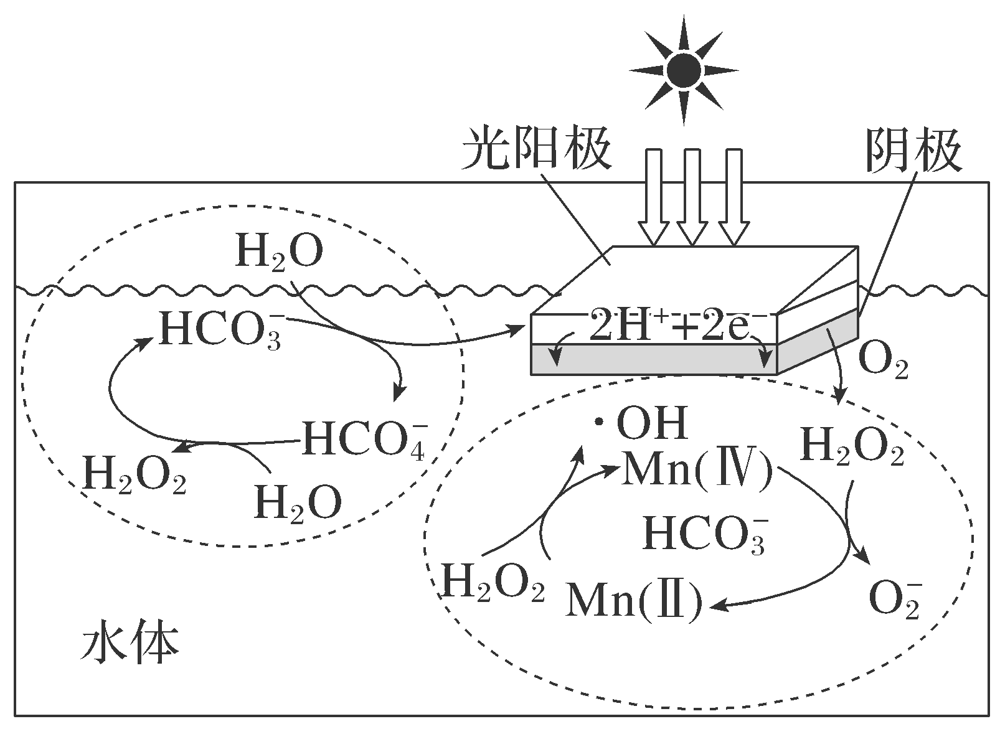 光阳极
阴极
H₂O
HCO₃⁻
2H⁺+2e⁻
O₂
·OH
HCO₄⁻
H₂O₂
H₂O₂
Mn(Ⅳ)
H₂O
HCO₃⁻
H₂O₂
Mn(Ⅱ)
O₂⁻
水体